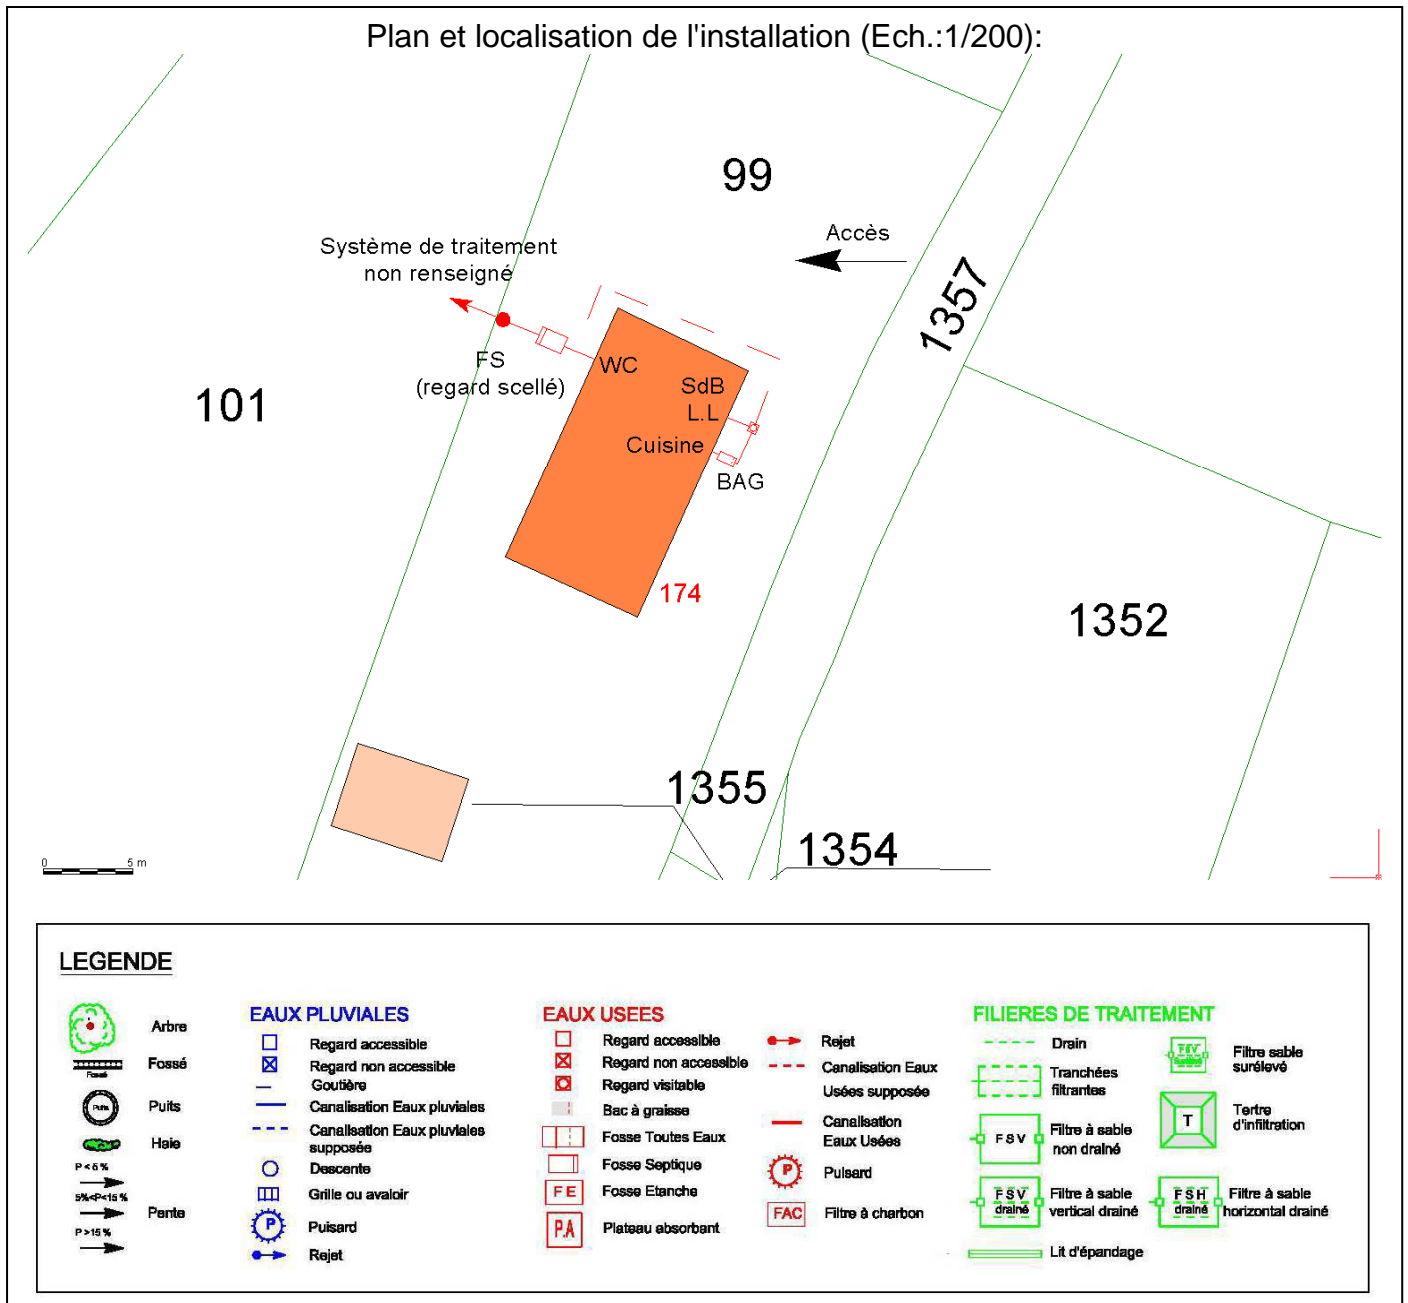 Plan et localisation de l'installation (Ech.:1/200):
99
Accès
Système de traitement
non renseigné
1357
FS
(regard scellé)
WC
SdB
L.L
Cuisine
BAG
101
174
1352
1355
1354
0 5 m
LEGENDE
Arbre
Fossé
Fossé
Puits
Puits
Haie
P < 5 %
5%<P<15 %
Pente
P > 15 %
EAUX PLUVIALES
Regard accessible
Regard non accessible
Goutière
Canalisation Eaux pluviales
Canalisation Eaux pluviales
supposée
Descente
Grille ou avaloir
P
Puisard
Rejet
EAUX USEES
Regard accessible
Regard non accessible
Regard visitable
Bac à graisse
Fosse Toutes Eaux
Fosse Septique
F E
Fosse Etanche
P.A
Plateau absorbant
Rejet
Canalisation Eaux
Usées supposée
Canalisation
Eaux Usées
P
Puisard
FAC
Filtre à charbon
FILIERES DE TRAITEMENT
Drain
Tranchées
filtrantes
F S V
Filtre à sable
non drainé
F S V
drainé
Filtre à sable
vertical drainé
Lit d'épandage
F S V
Filtre sable
surélevé
T
Tertre
d'infiltration
F S H
drainé
Filtre à sable
horizontal drainé